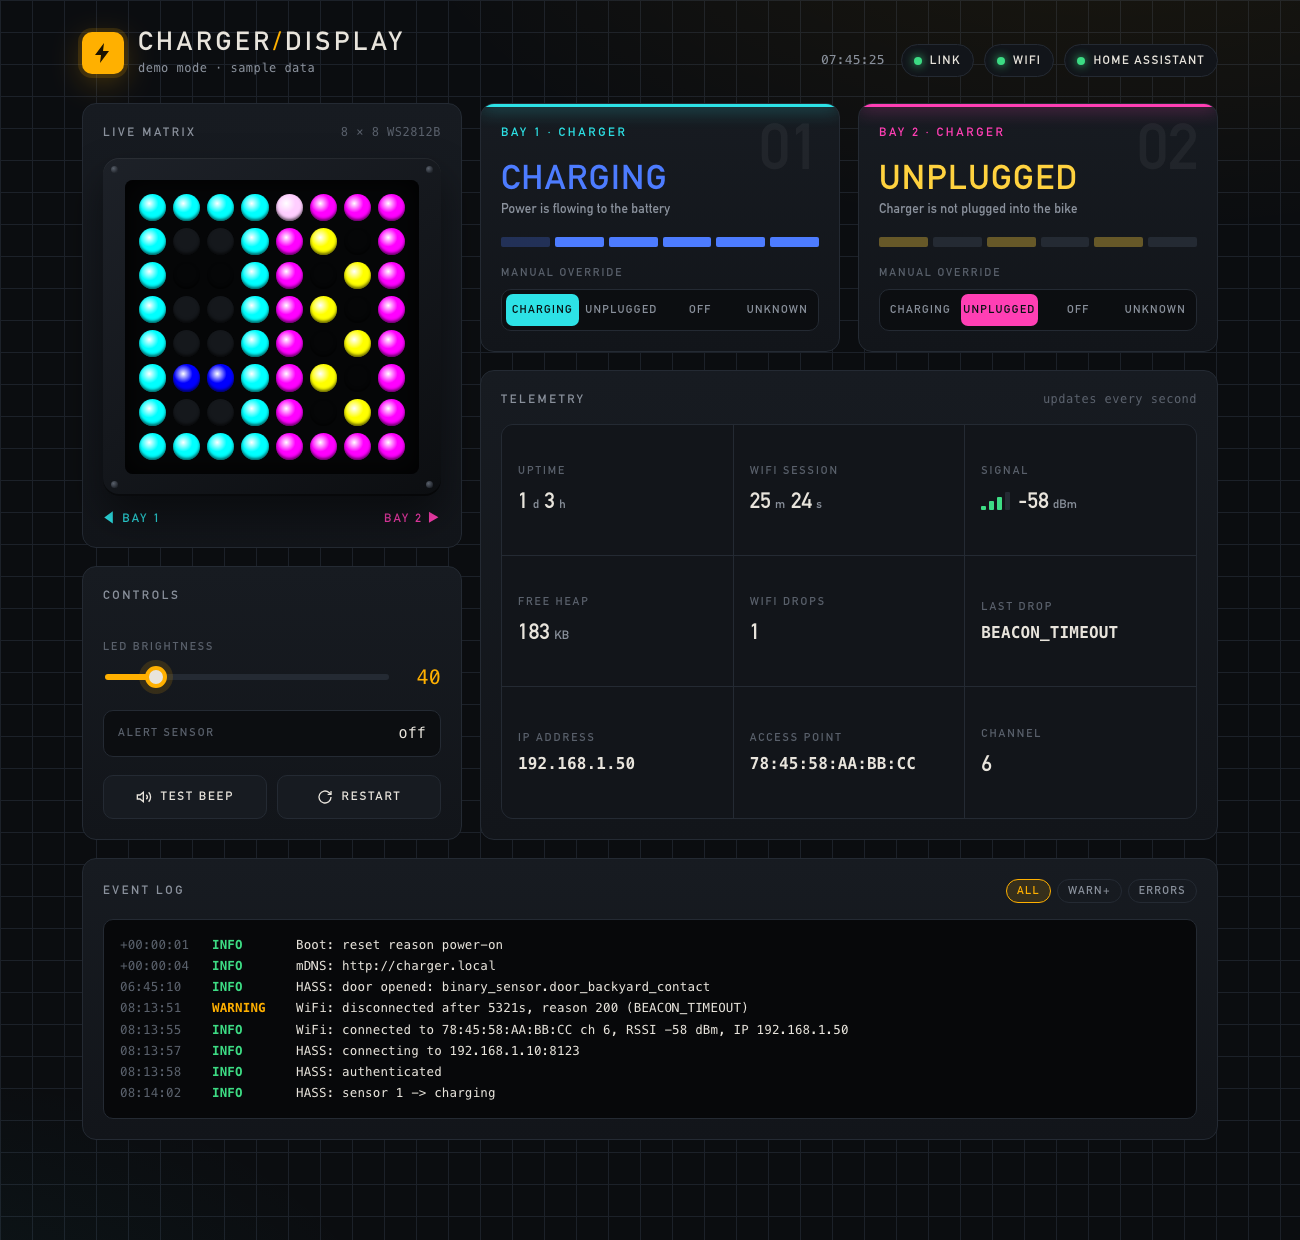 CHARGER/DISPLAY
demo mode · sample data
07:45:25
LINK
WIFI
HOME ASSISTANT
LIVE MATRIX
8 × 8 WS2812B
BAY 1
BAY 2
BAY 1 · CHARGER
01
CHARGING
Power is flowing to the battery
MANUAL OVERRIDE
CHARGING UNPLUGGED OFF UNKNOWN
BAY 2 · CHARGER
02
UNPLUGGED
Charger is not plugged into the bike
MANUAL OVERRIDE
CHARGING UNPLUGGED OFF UNKNOWN
CONTROLS
LED BRIGHTNESS
40
ALERT SENSOR
off
TEST BEEP
RESTART
TELEMETRY
updates every second
UPTIME
1 d 3 h
WIFI SESSION
25 m 24 s
SIGNAL
-58 dBm
FREE HEAP
183 KB
WIFI DROPS
1
LAST DROP
BEACON_TIMEOUT
IP ADDRESS
192.168.1.50
ACCESS POINT
78:45:58:AA:BB:CC
CHANNEL
6
EVENT LOG
ALL
WARN+
ERRORS
+00:00:01 INFO Boot: reset reason power-on
+00:00:04 INFO mDNS: http://charger.local
06:45:10 INFO HASS: door opened: binary_sensor.door_backyard_contact
08:13:51 WARNING WiFi: disconnected after 5321s, reason 200 (BEACON_TIMEOUT)
08:13:55 INFO WiFi: connected to 78:45:58:AA:BB:CC ch 6, RSSI -58 dBm, IP 192.168.1.50
08:13:57 INFO HASS: connecting to 192.168.1.10:8123
08:13:58 INFO HASS: authenticated
08:14:02 INFO HASS: sensor 1 -> charging